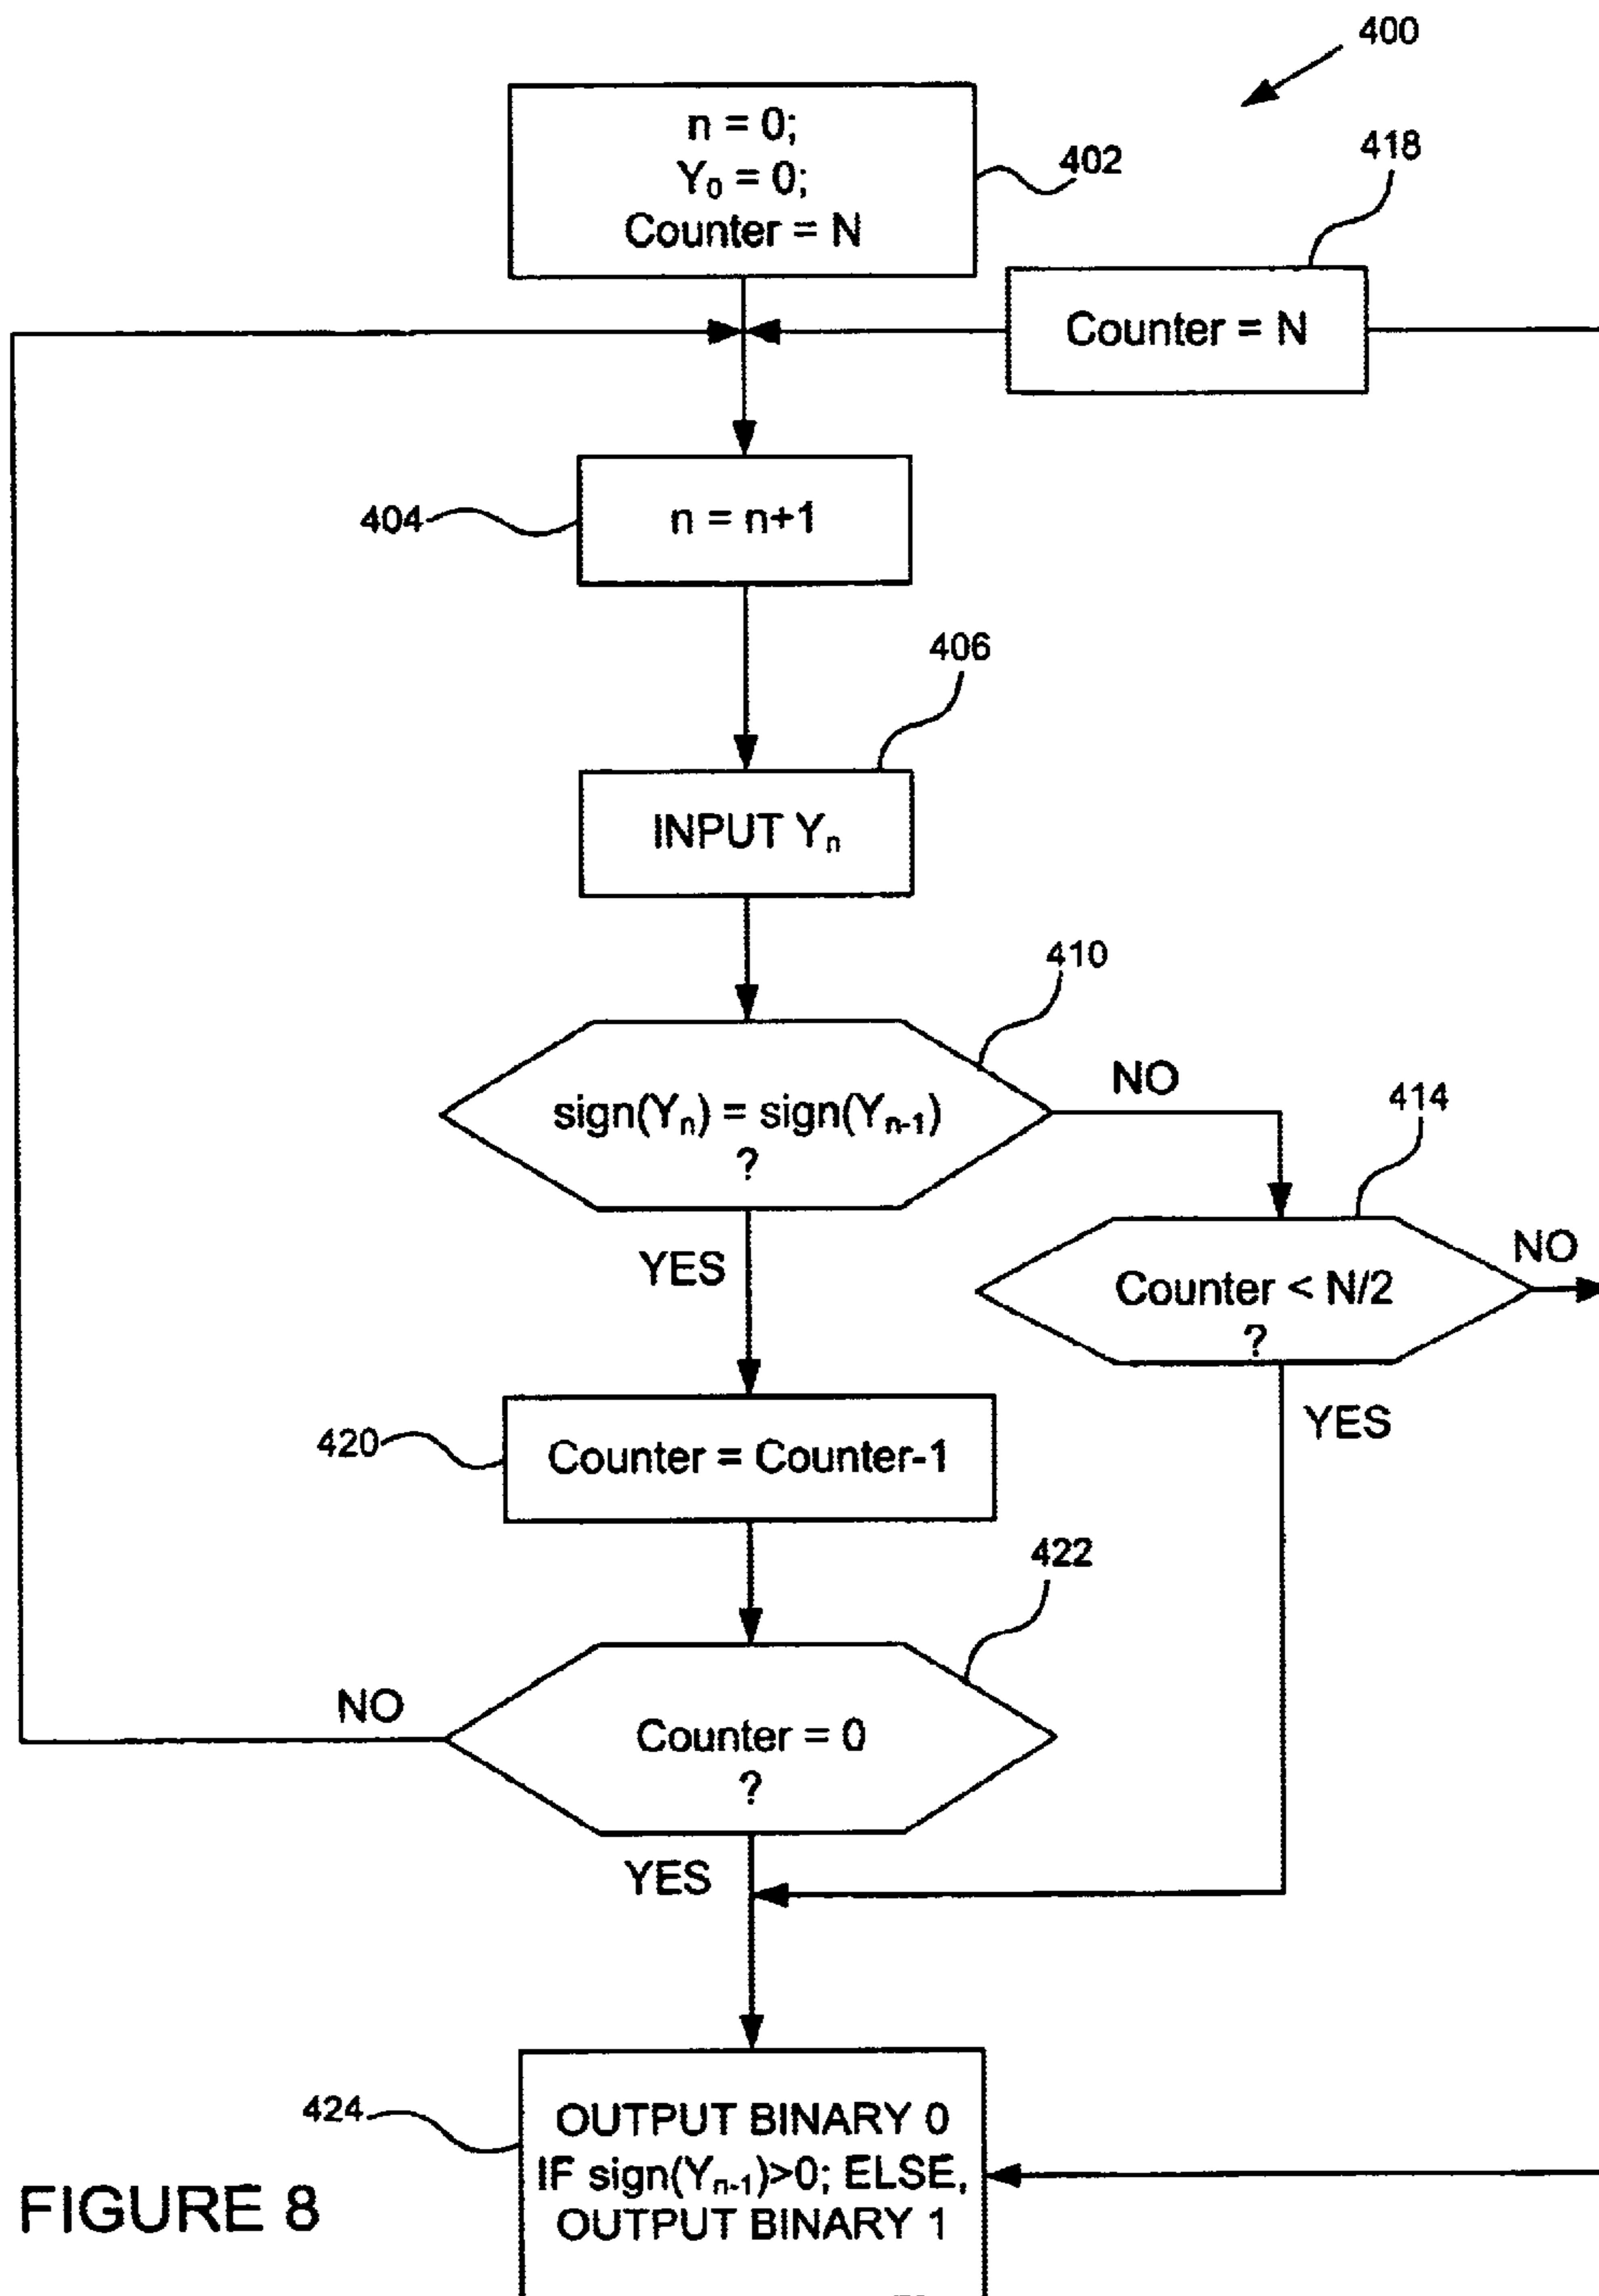 400
n = 0;
Y₀ = 0;
Counter = N
402
418
Counter = N
404
n = n+1
406
INPUT Yₙ
410
sign(Yₙ) = sign(Yₙ₋₁)
?
NO
414
YES
Counter < N/2
?
NO
YES
420
Counter = Counter-1
422
NO
Counter = 0
?
YES
424
OUTPUT BINARY 0
IF sign(Yₙ₋₁)>0; ELSE,
OUTPUT BINARY 1
FIGURE 8